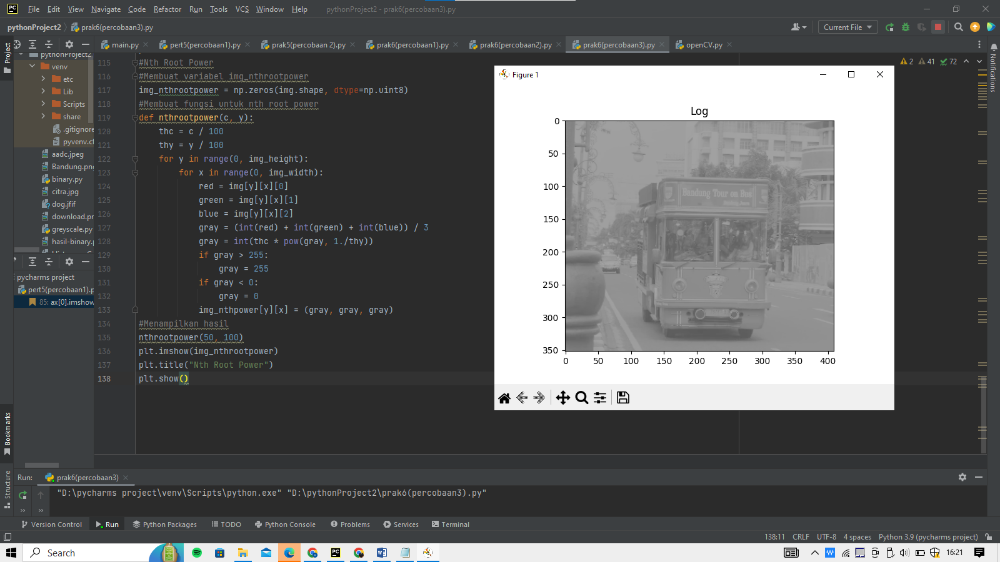 PC File Edit View Navigate Code Refactor Run Tools VCS Window Help pythonProject2 - prak6(percobaan3).py
pythonProject2 prak6(percobaan3).py Current File
main.py pert5(percobaan1).py prak5(percobaan 2).py prak6(percobaan1).py prak6(percobaan2).py prak6(percobaan3).py openCV.py
Project
pythonProject2
venv
etc
Lib
Scripts
share
.gitignore
pyvenv.cf
aadc.jpeg
Bandung.png
binary.py
citra.jpg
dog.jfif
download.pr
greyscale.py
hasil-binary.p
pycharms project
pert5(percobaan1).p
85: ax[0].imshow
Bookmarks
Structure
Notifications
2 41 72
115 #Nth Root Power
116 #Membuat variabel img_nthrootpower
117 img_nthrootpower = np.zeros(img.shape, dtype=np.uint8)
118 #Membuat fungsi untuk nth root power
119 def nthrootpower(c, y):
120 thc = c / 100
121 thy = y / 100
122 for y in range(0, img_height):
123 for x in range(0, img_width):
124 red = img[y][x][0]
125 green = img[y][x][1]
126 blue = img[y][x][2]
127 gray = (int(red) + int(green) + int(blue)) / 3
128 gray = int(thc * pow(gray, 1./thy))
129 if gray > 255:
130 gray = 255
131 if gray < 0:
132 gray = 0
133 img_nthpower[y][x] = (gray, gray, gray)
134 #Menampilkan hasil
135 nthrootpower(50, 100)
136 plt.imshow(img_nthrootpower)
137 plt.title("Nth Root Power")
138 plt.show()
Figure 1
Log
0
50
100
150
200
250
300
350
0 50 100 150 200 250 300 350 400
Bandung Tour on Bus
Run: prak6(percobaan3)
"D:\pycharms project\venv\Scripts\python.exe" "D:\pythonProject2\prak6(percobaan3).py"
Version Control Run Python Packages TODO Python Console Problems Services Terminal
138:11 CRLF UTF-8 4 spaces Python 3.9 (pycharms project)
Search PC W W 16:21